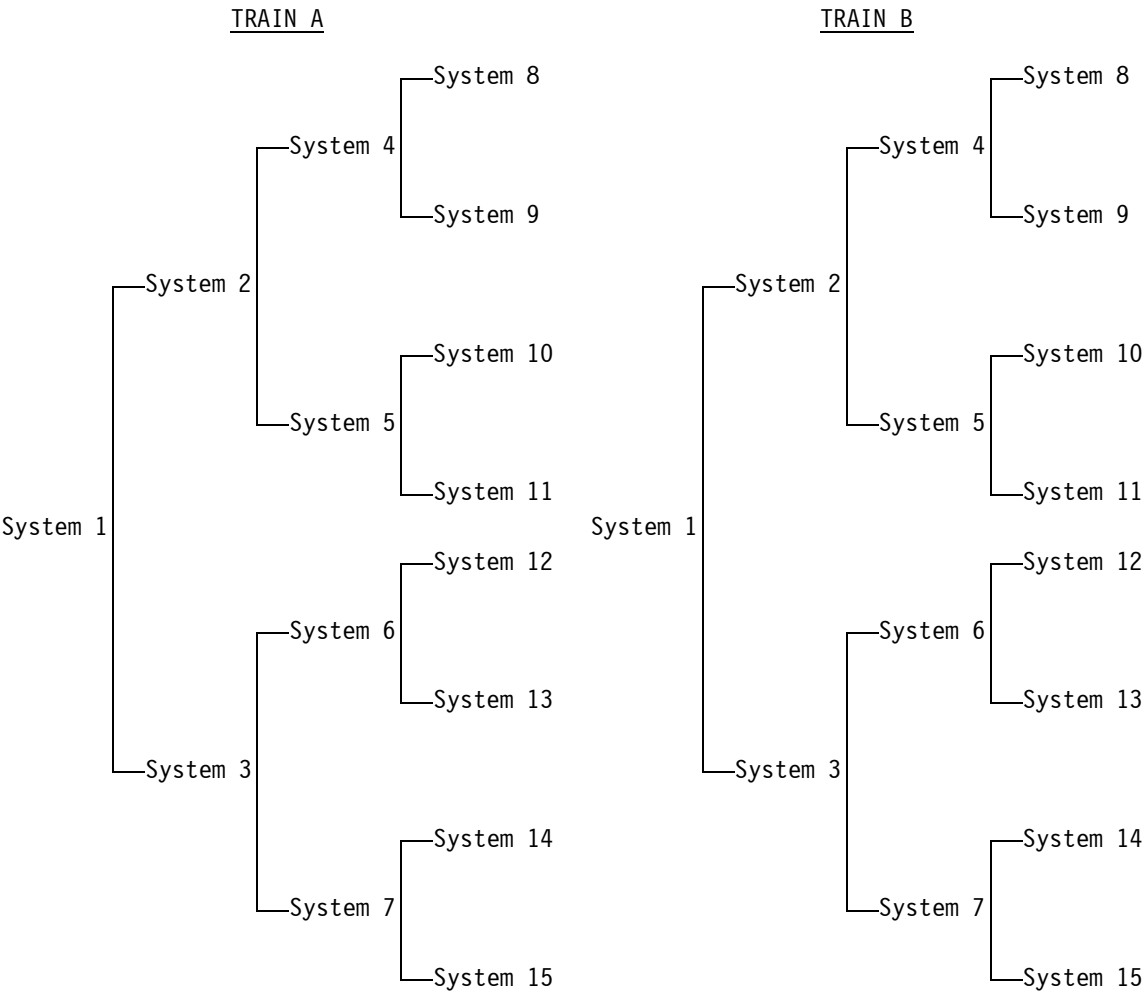 TRAIN A
System 8
System 4
System 9
System 2
System 10
System 5
System 11
System 1
System 12
System 6
System 13
System 3
System 14
System 7
System 15
TRAIN B
System 8
System 4
System 9
System 2
System 10
System 5
System 11
System 1
System 12
System 6
System 13
System 3
System 14
System 7
System 15